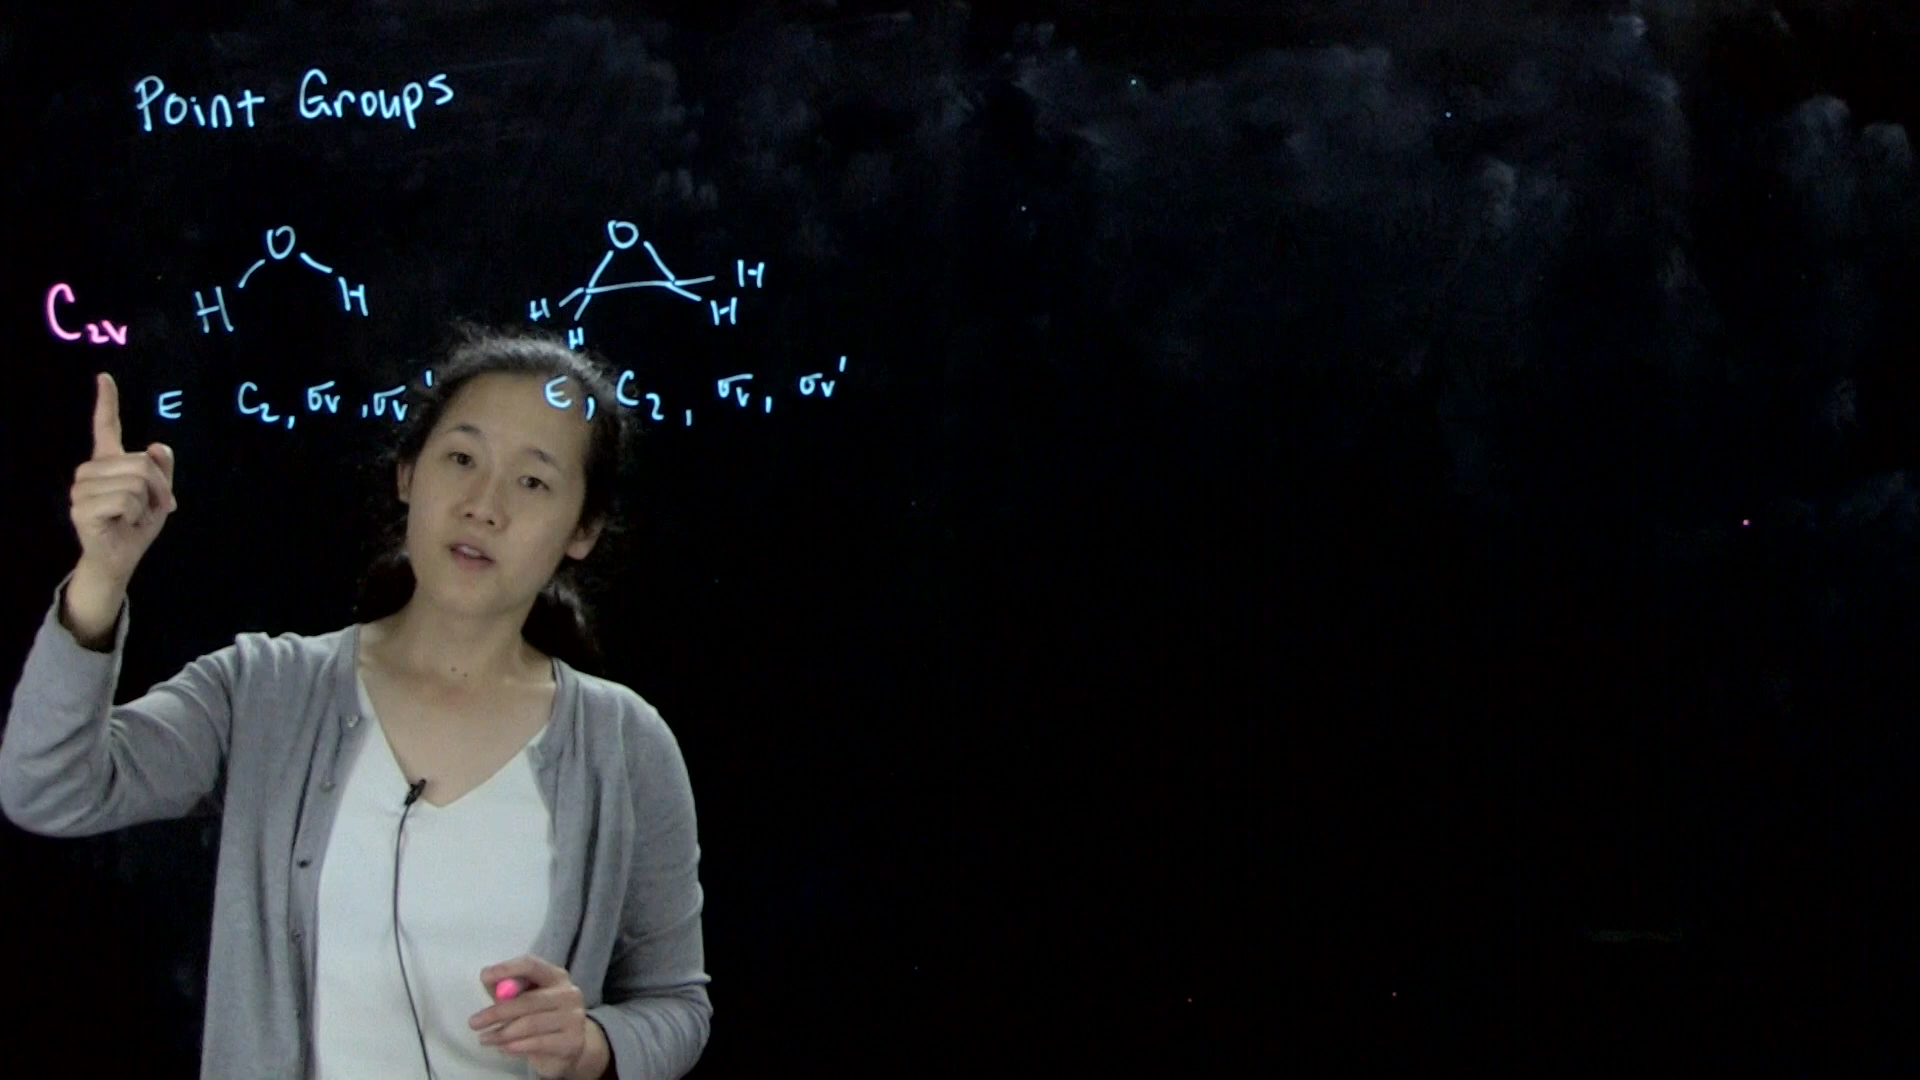 Point Groups
O O
C₂ᵥ H H H H
H H
E C₂, σᵥ, σᵥ' E, C₂, σᵥ, σᵥ'